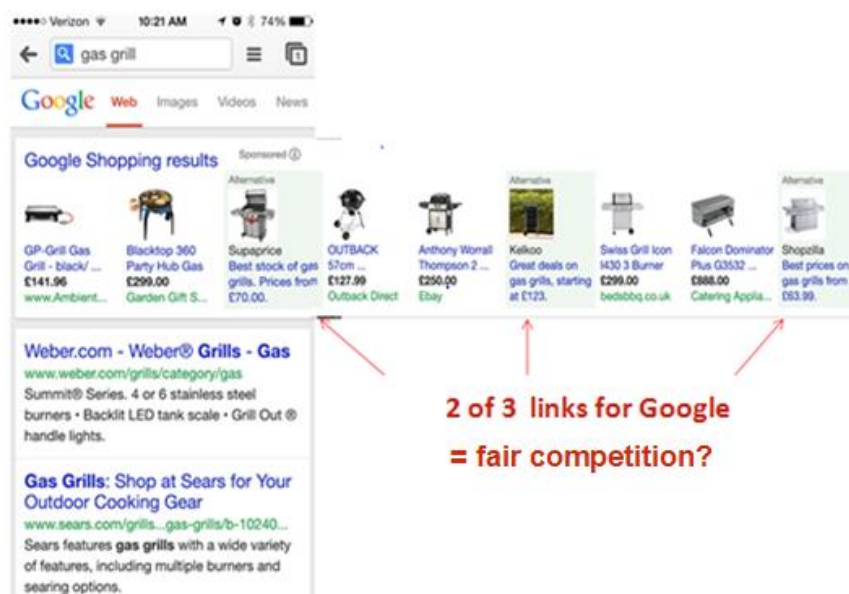 Verizon 10:21 AM 74%
gas grill 1
Google Web Images Videos News
Google Shopping results Sponsored
GP-Grill Gas
Grill - black/ ...
£141.96
www.Ambient...
Blacktop 360
Party Hub Gas
£299.00
Garden Gift S...
Alternative
Supaprice
Best stock of gas
grills. Prices from
£70.00.
OUTBACK
57cm ...
£127.99
Outback Direct
Anthony Worrall
Thompson 2 ...
£250.00
Ebay
Alternative
Kelkoo
Great deals on
gas grills, starting
at £123.
Swiss Grill Icon
I430 3 Burner
£299.00
bedsbbq.co.uk
Falcon Dominator
Plus G3532 ...
£888.00
Catering Applia...
Alternative
Shopzilla
Best prices on
gas grills from
£63.99.
Weber.com - Weber® Grills - Gas
www.weber.com/grills/category/gas
Summit® Series. 4 or 6 stainless steel
burners • Backlit LED tank scale • Grill Out ®
handle lights.
Gas Grills: Shop at Sears for Your
Outdoor Cooking Gear
www.sears.com/grills...gas-grills/b-10240...
Sears features gas grills with a wide variety
of features, including multiple burners and
searing options.
2 of 3 links for Google
= fair competition?